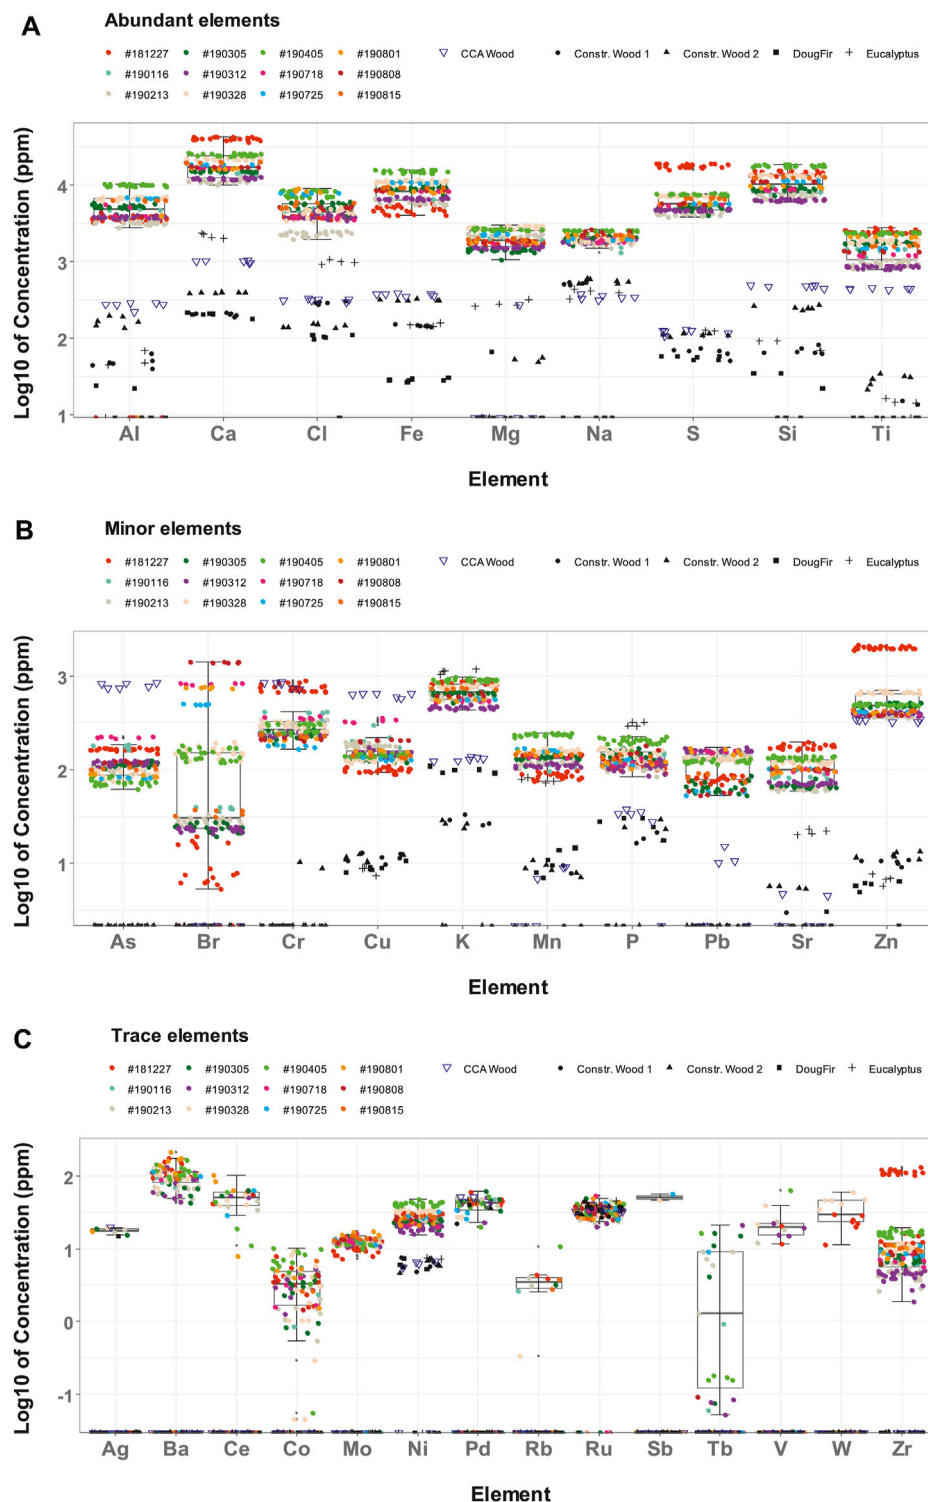 A
Abundant elements
#181227 #190305 #190405 #190801 CCA Wood Constr. Wood 1 Constr. Wood 2 DougFir Eucalyptus
#190116 #190312 #190718 #190808
#190213 #190328 #190725 #190815
Log10 of Concentration (ppm)
4
3
2
1
Al Ca Cl Fe Mg Na S Si Ti
Element
B
Minor elements
#181227 #190305 #190405 #190801 CCA Wood Constr. Wood 1 Constr. Wood 2 DougFir Eucalyptus
#190116 #190312 #190718 #190808
#190213 #190328 #190725 #190815
Log10 of Concentration (ppm)
3
2
1
As Br Cr Cu K Mn P Pb Sr Zn
Element
C
Trace elements
#181227 #190305 #190405 #190801 CCA Wood Constr. Wood 1 Constr. Wood 2 DougFir Eucalyptus
#190116 #190312 #190718 #190808
#190213 #190328 #190725 #190815
Log10 of Concentration (ppm)
2
1
0
-1
Ag Ba Ce Co Mo Ni Pd Rb Ru Sb Tb V W Zr
Element